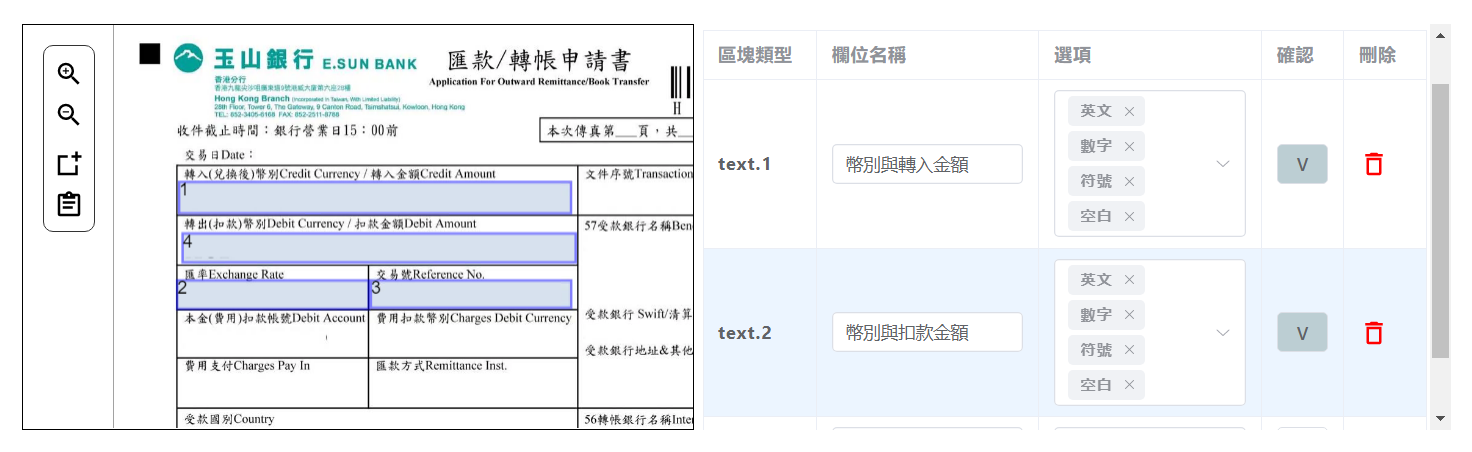 玉山銀行 E.SUN BANK
香港分行
香港九龍尖沙咀廣東道9號港威大廈第六座28樓
Hong Kong Branch (Incorporated in Taiwan, With Limited Liability)
28th Floor, Tower 6, The Gateway, 9 Canton Road, Tsimshatsui, Kowloon, Hong Kong
TEL: 852-3405-6168 FAX: 852-2511-8768
匯款/轉帳申請書
Application For Outward Remittance/Book Transfer
H
收件截止時間：銀行營業日15：00前
本次傳真第___頁，共__
交易日Date：
轉入(兌換後)幣別Credit Currency / 轉入金額Credit Amount
文件序號Transaction
1
轉出(扣款)幣別Debit Currency / 扣款金額Debit Amount
57受款銀行名稱Ben
4
匯率Exchange Rate
交易號Reference No.
2
3
本金(費用)扣款帳號Debit Account
費用扣款幣別Charges Debit Currency
受款銀行 Swift/清算
受款銀行地址&其他
費用支付Charges Pay In
匯款方式Remittance Inst.
受款國別Country
56轉帳銀行名稱Inter
區塊類型
欄位名稱
選項
確認
刪除
text.1
幣別與轉入金額
英文 ×
數字 ×
符號 ×
空白 ×
V
text.2
幣別與扣款金額
英文 ×
數字 ×
符號 ×
空白 ×
V